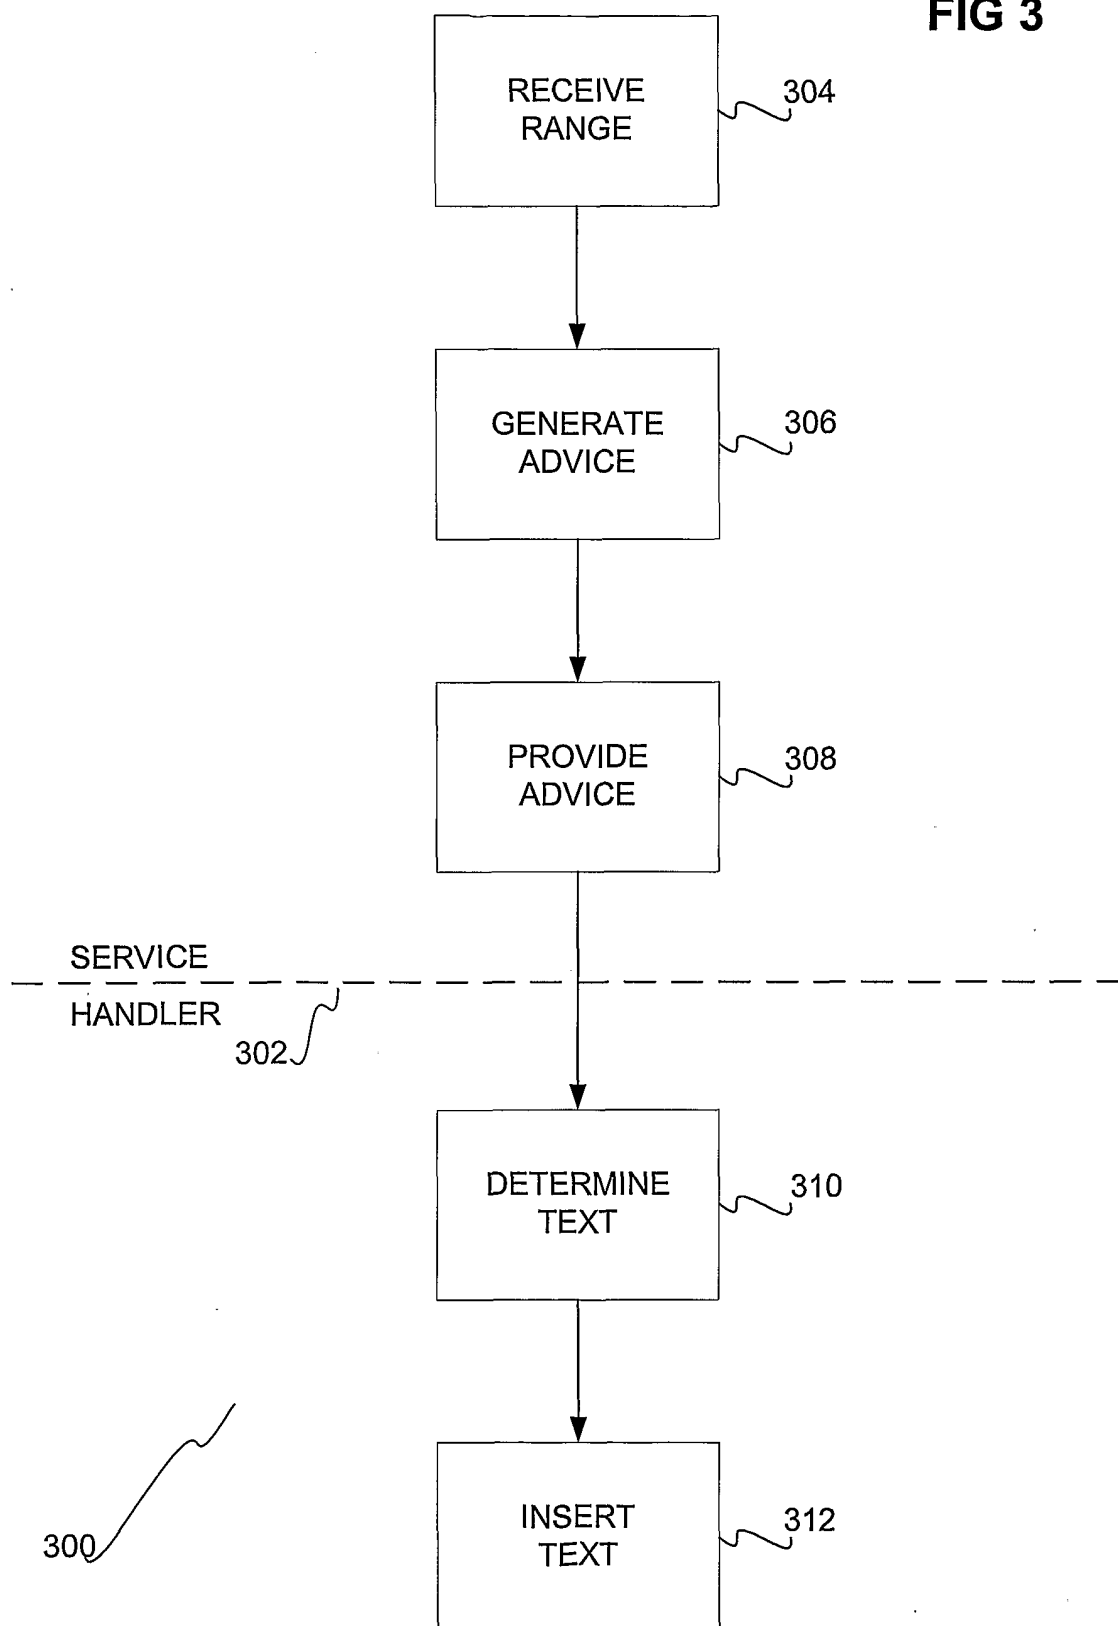 FIG 3
RECEIVE
RANGE
304
GENERATE
ADVICE
306
PROVIDE
ADVICE
308
SERVICE
HANDLER
302
DETERMINE
TEXT
310
INSERT
TEXT
312
300